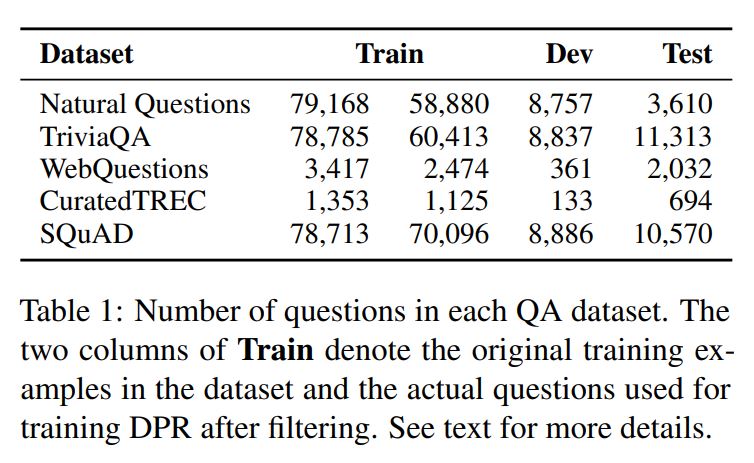 Dataset Train Dev Test
Natural Questions 79,168 58,880 8,757 3,610
TriviaQA 78,785 60,413 8,837 11,313
WebQuestions 3,417 2,474 361 2,032
CuratedTREC 1,353 1,125 133 694
SQuAD 78,713 70,096 8,886 10,570
Table 1: Number of questions in each QA dataset. The
two columns of Train denote the original training ex-
amples in the dataset and the actual questions used for
training DPR after filtering. See text for more details.